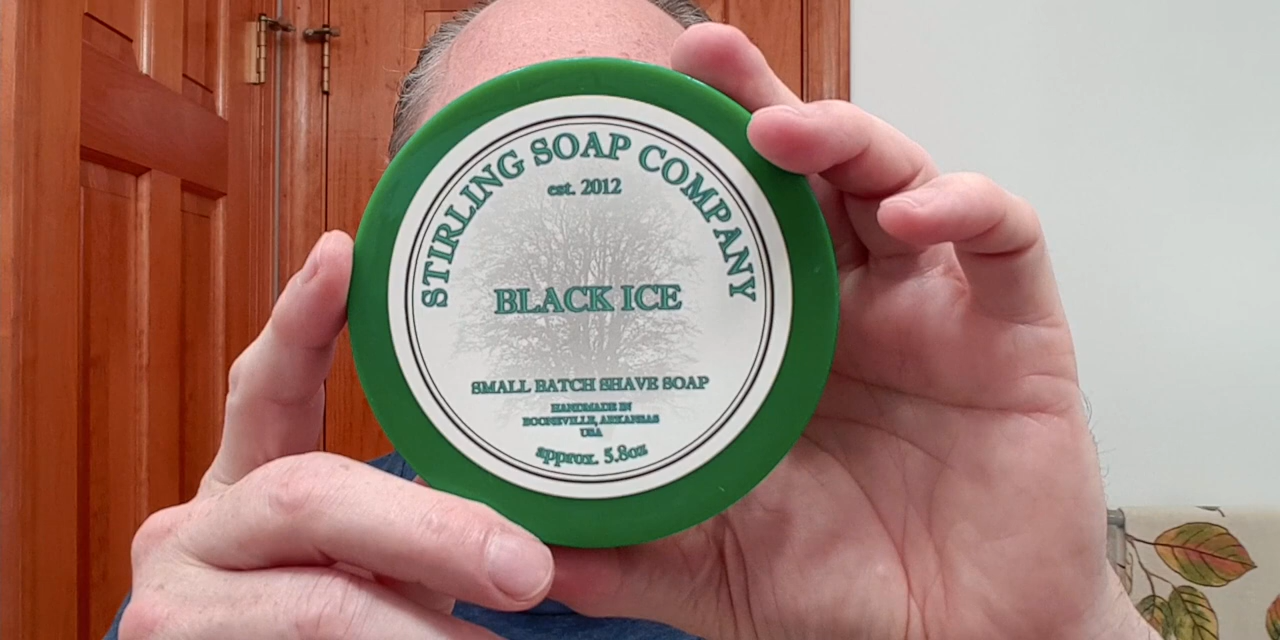 STIRLING SOAP COMPANY
est. 2012
BLACK ICE
SMALL BATCH SHAVE SOAP
HANDMADE IN
BOONEVILLE, ARKANSAS
USA
approx. 5.8oz